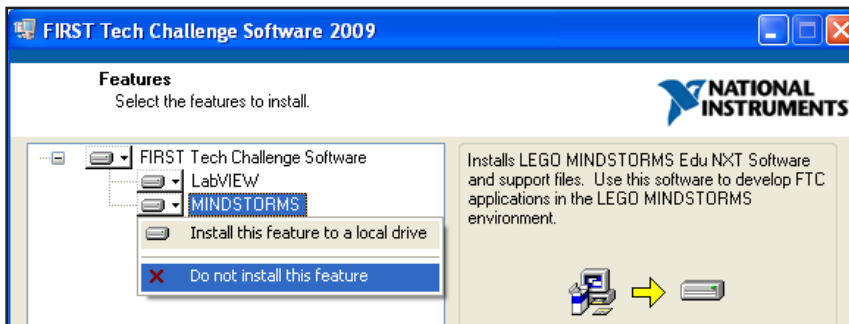 FIRST Tech Challenge Software 2009
Features
Select the features to install.
NATIONAL
INSTRUMENTS
FIRST Tech Challenge Software
LabVIEW
MINDSTORMS
Install this feature to a local drive
Do not install this feature
Installs LEGO MINDSTORMS Edu NXT Software
and support files.  Use this software to develop FTC
applications in the LEGO MINDSTORMS
environment.